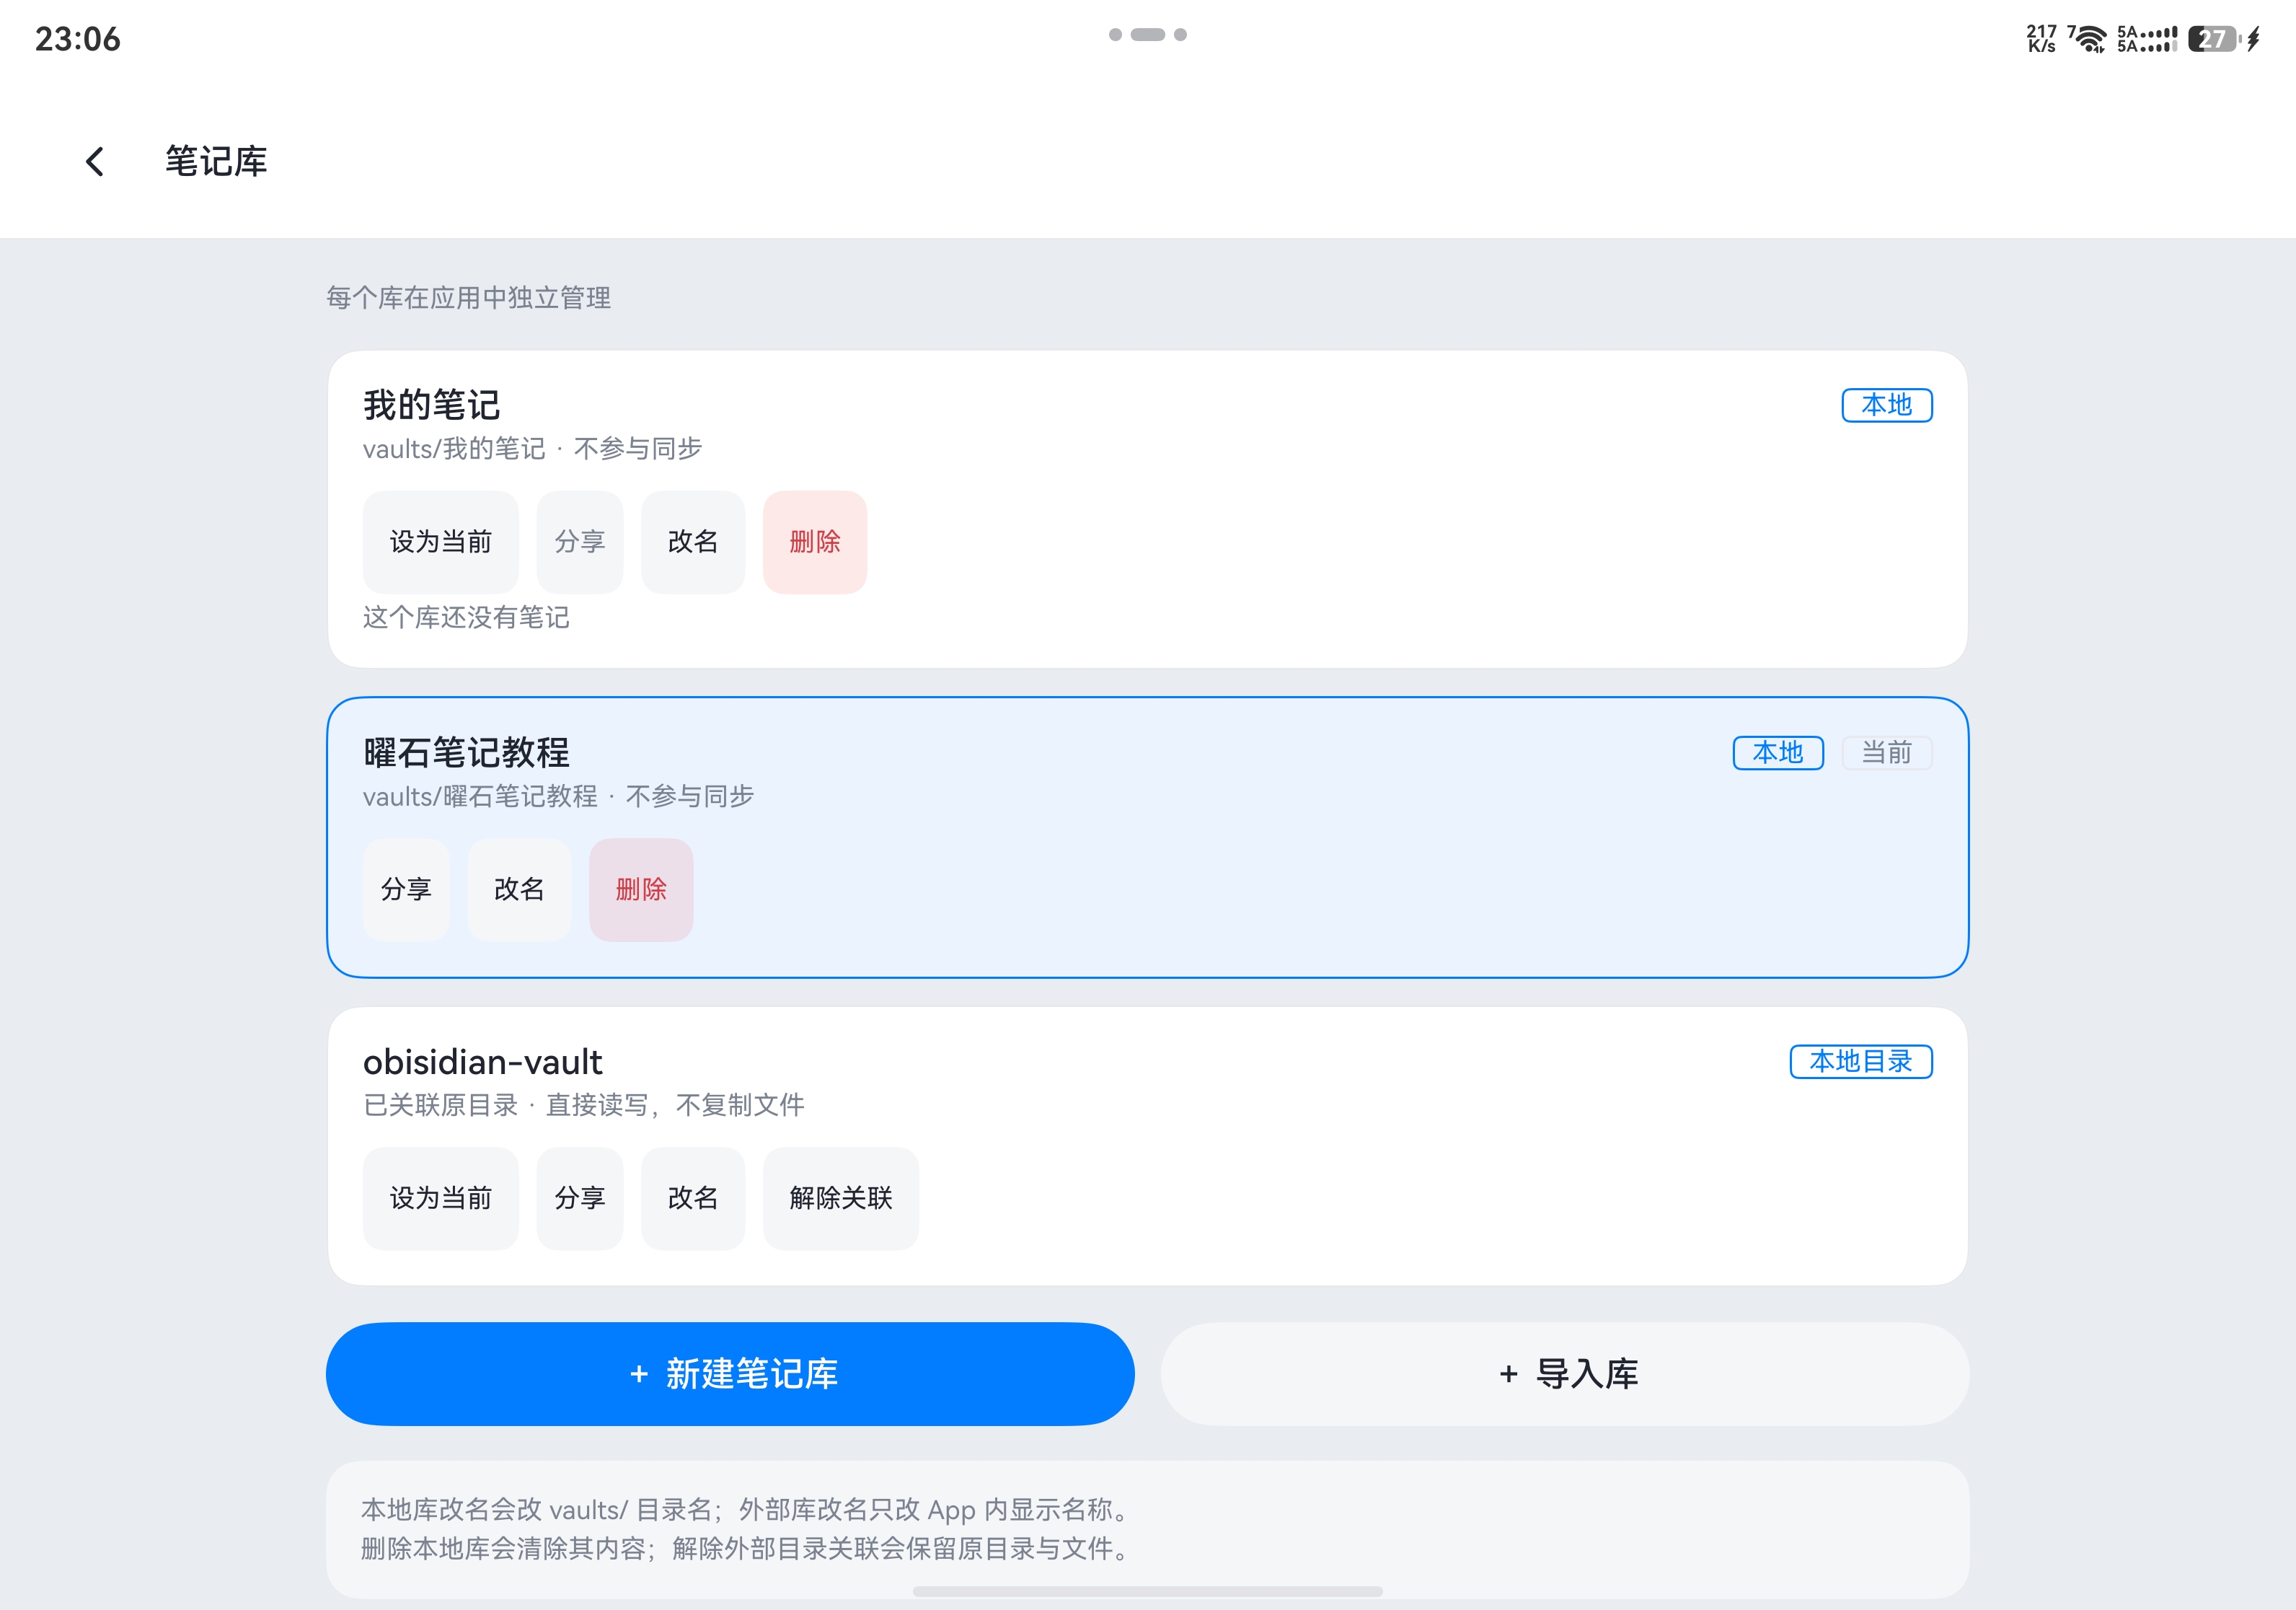 23:06
217 K/s 7 5A 5A 27
笔记库
每个库在应用中独立管理
我的笔记 本地
vaults/我的笔记 · 不参与同步
设为当前 分享 改名 删除
这个库还没有笔记
曜石笔记教程 本地 当前
vaults/曜石笔记教程 · 不参与同步
分享 改名 删除
obisidian-vault 本地目录
已关联原目录 · 直接读写，不复制文件
设为当前 分享 改名 解除关联
+ 新建笔记库 + 导入库
本地库改名会改 vaults/ 目录名；外部库改名只改 App 内显示名称。
删除本地库会清除其内容；解除外部目录关联会保留原目录与文件。